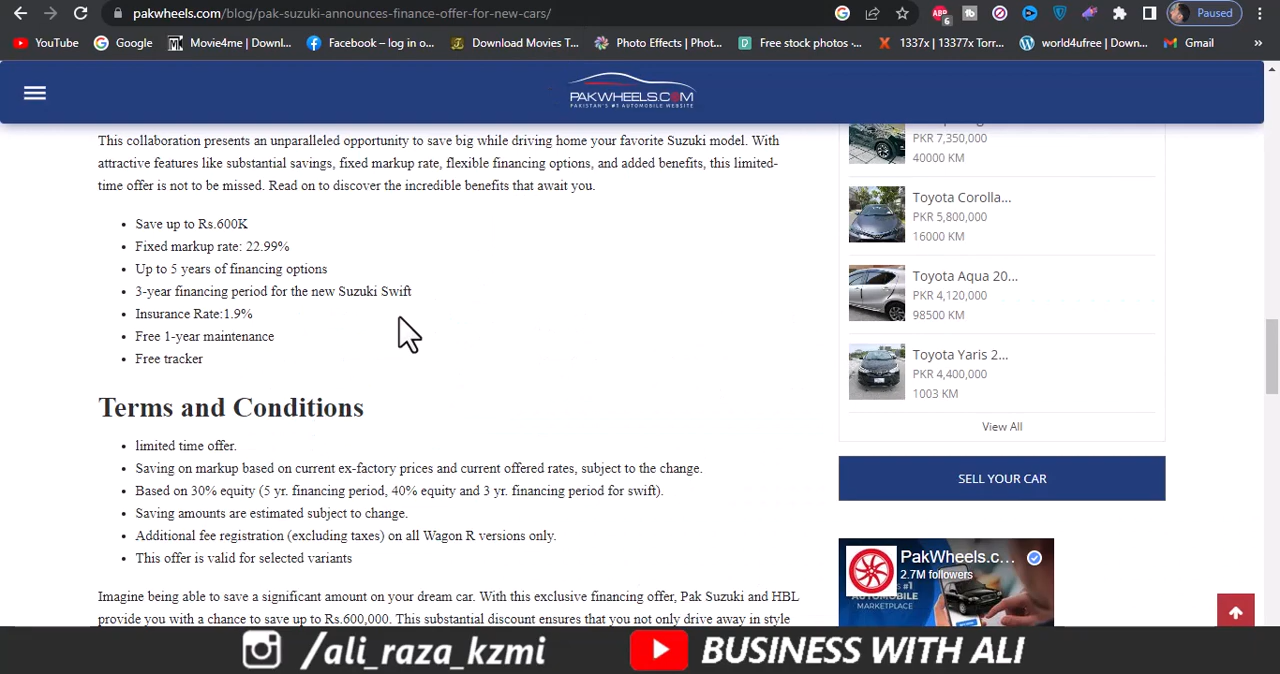 pakwheels.com/blog/pak-suzuki-announces-finance-offer-for-new-cars/
6
Paused
YouTube
Google
Movie4me | Downl...
Facebook – log in o...
Download Movies T...
Photo Effects | Phot...
Free stock photos -...
1337x | 13377x Torr...
world4ufree | Down...
Gmail
»
PAKWHEELS.COM
PAKISTAN'S #1 AUTOMOBILE WEBSITE
This collaboration presents an unparalleled opportunity to save big while driving home your favorite Suzuki model. With
attractive features like substantial savings, fixed markup rate, flexible financing options, and added benefits, this limited-
time offer is not to be missed. Read on to discover the incredible benefits that await you.
• Save up to Rs.600K
• Fixed markup rate: 22.99%
• Up to 5 years of financing options
• 3-year financing period for the new Suzuki Swift
• Insurance Rate:1.9%
• Free 1-year maintenance
• Free tracker
Terms and Conditions
• limited time offer.
• Saving on markup based on current ex-factory prices and current offered rates, subject to the change.
• Based on 30% equity (5 yr. financing period, 40% equity and 3 yr. financing period for swift).
• Saving amounts are estimated subject to change.
• Additional fee registration (excluding taxes) on all Wagon R versions only.
• This offer is valid for selected variants
Imagine being able to save a significant amount on your dream car. With this exclusive financing offer, Pak Suzuki and HBL
provide you with a chance to save up to Rs.600,000. This substantial discount ensures that you not only drive away in style
PKR 7,350,000
40000 KM
Toyota Corolla...
PKR 5,800,000
16000 KM
Toyota Aqua 20...
PKR 4,120,000
98500 KM
Toyota Yaris 2...
PKR 4,400,000
1003 KM
View All
SELL YOUR CAR
PakWheels.c...
2.7M followers
AUTOMOBILE
MARKETPLACE
/ali_raza_kzmi
BUSINESS WITH ALI